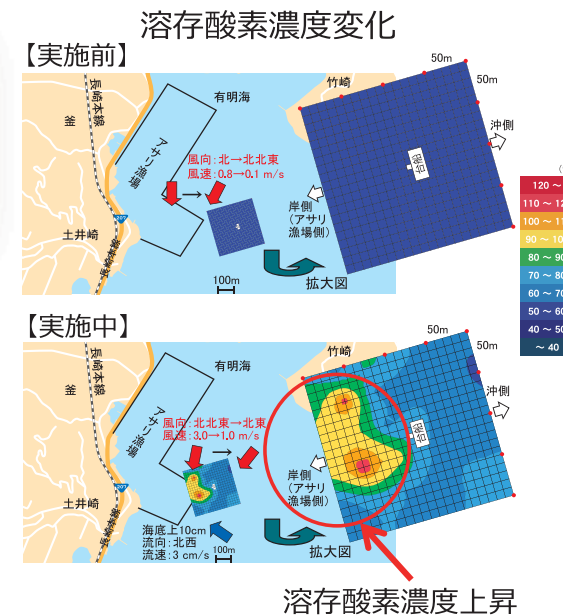 溶存酸素濃度変化
【実施前】
50m
50m
竹崎
有明海
長崎本線
釜
アサリ漁場
沖側
台船
風向：北→北北東
風速：0.8→0.1 m/s
岸側
（アサリ
漁場側）
土井崎
拡大図
100m
120 ～
110 ～ 12
100 ～ 11
90 ～ 10
80 ～ 90
70 ～ 80
60 ～ 70
50 ～ 60
40 ～ 50
～ 40
【実施中】
50m
50m
竹崎
有明海
長崎本線
釜
アサリ漁場
沖側
台船
風向：北北東→北東
風速：3.0→1.0 m/s
岸側
（アサリ
漁場側）
土井崎
海底上10cm
流向：北西
流速：3 cm/s
100m
拡大図
溶存酸素濃度上昇